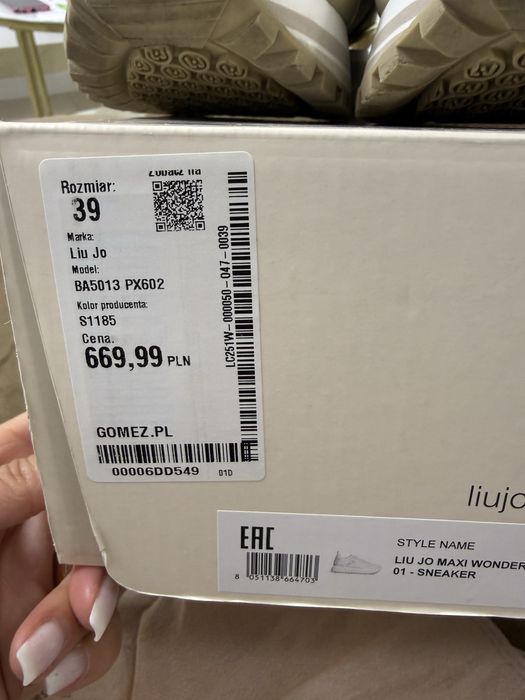 Zobacz na
Rozmiar:
39
Marka:
Liu Jo
Model:
BA5013 PX602
Kolor producenta:
S1185
Cena.
669,99 PLN
LC251W-000050-047-0039
GOMEZ.PL
00006DD549 01D
liujo
EAC
8 051138 664703
STYLE NAME
LIU JO MAXI WONDER
01 - SNEAKER